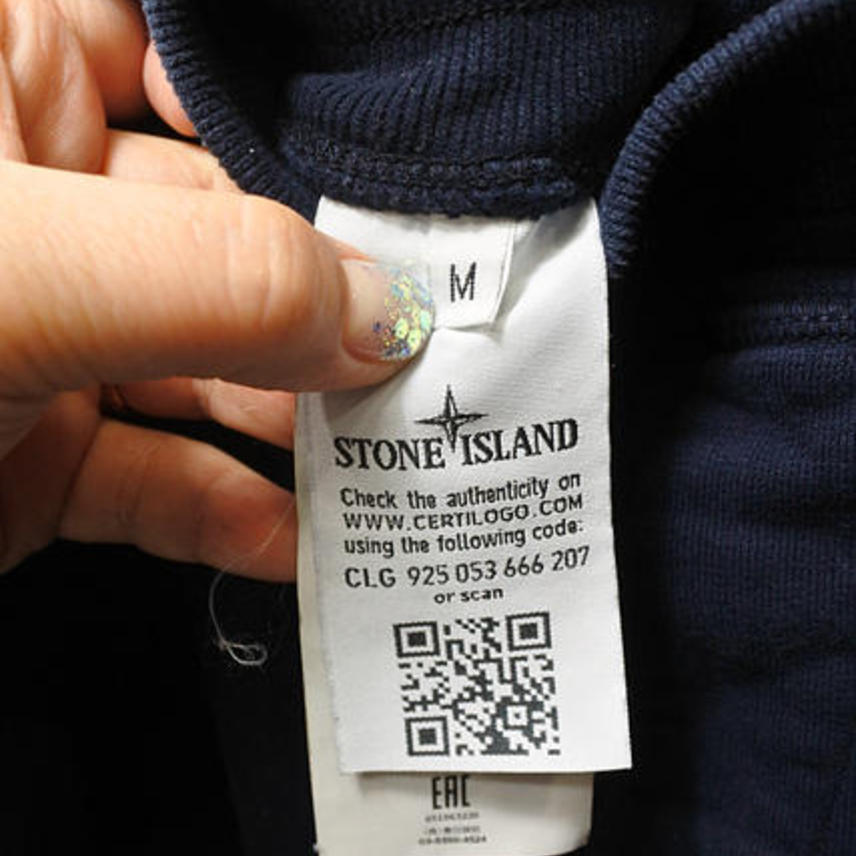 M
STONE ISLAND
Check the authenticity on
WWW.CERTILOGO.COM
using the following code:
CLG 925 053 666 207
or scan
EAC